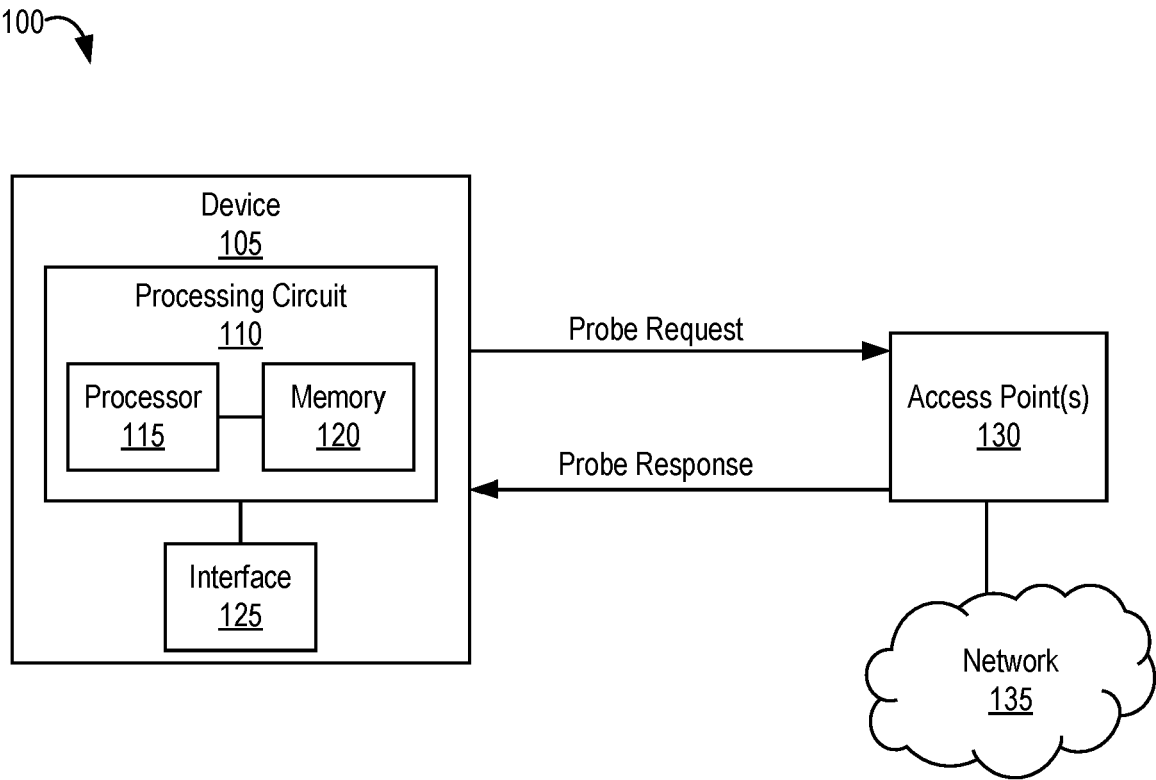 100
Device
105
Processing Circuit
110
Processor
115
Memory
120
Interface
125
Probe Request
Probe Response
Access Point(s)
130
Network
135